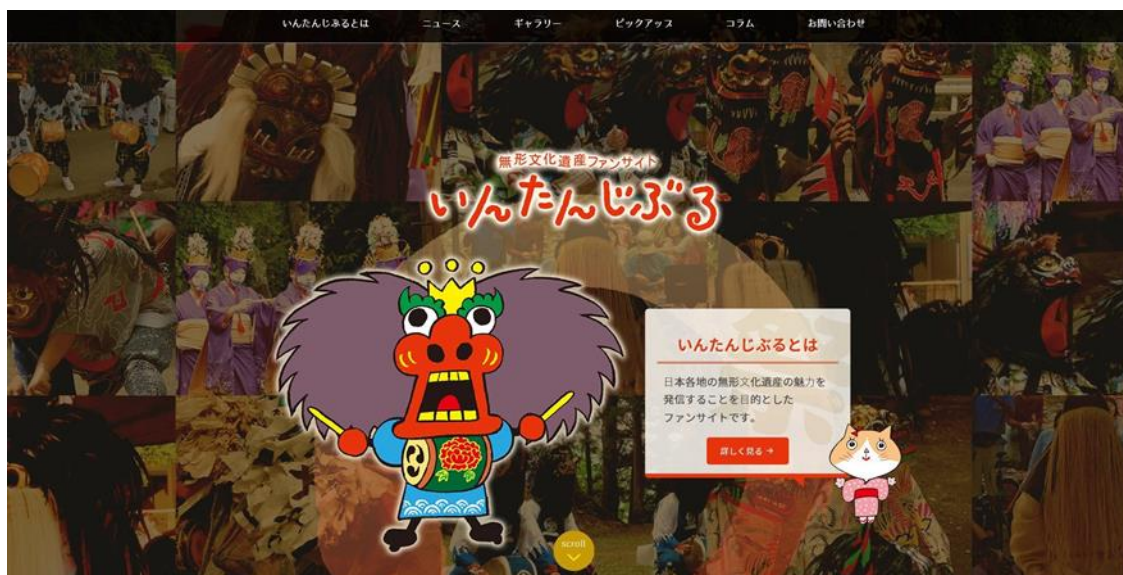 いんたんじぶるとは
ニュース
ギャラリー
ピックアップ
コラム
お問い合わせ
無形文化遺産ファンサイト
いんたんじぶる
いんたんじぶるとは
日本各地の無形文化遺産の魅力を
発信することを目的とした
ファンサイトです。
詳しく見る →
scroll